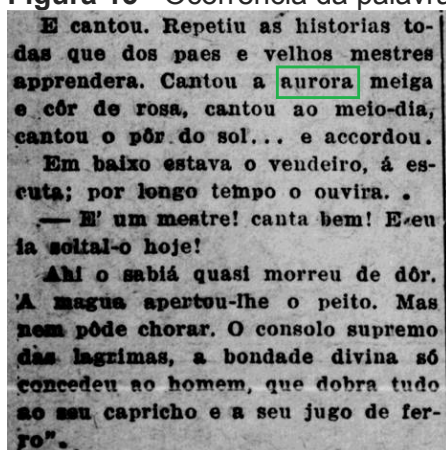 Ocorrência da palavra
E cantou. Repetiu as historias to-
das que dos paes e velhos mestres
apprendera. Cantou a aurora meiga
e côr de rosa, cantou ao meio-dia,
cantou o pôr do sol... e accordou.
Em baixo estava o vendeiro, á es-
cuta; por longo tempo o ouvira. .
— E' um mestre! canta bem! E eu
ia soltal-o hoje!
Ahi o sabiá quasi morreu de dôr.
A magua apertou-lhe o peito. Mas
nem pôde chorar. O consolo supremo
das lagrimas, a bondade divina só
concedeu ao homem, que dobra tudo
ao seu capricho e a seu jugo de fer-
ro".